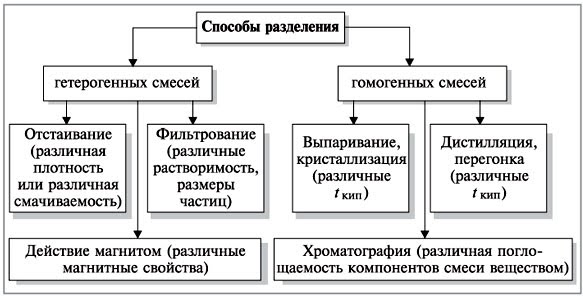 Способы разделения
гетерогенных смесей
гомогенных смесей
Отстаивание
(различная
плотность
или различная
смачиваемость)
Фильтрование
(различные
растворимость,
размеры
частиц)
Выпаривание,
кристаллизация
(различные
t кип)
Дистилляция,
перегонка
(различные
t кип)
Действие магнитом (различные
магнитные свойства)
Хроматография (различная погло-
щаемость компонентов смеси веществом)